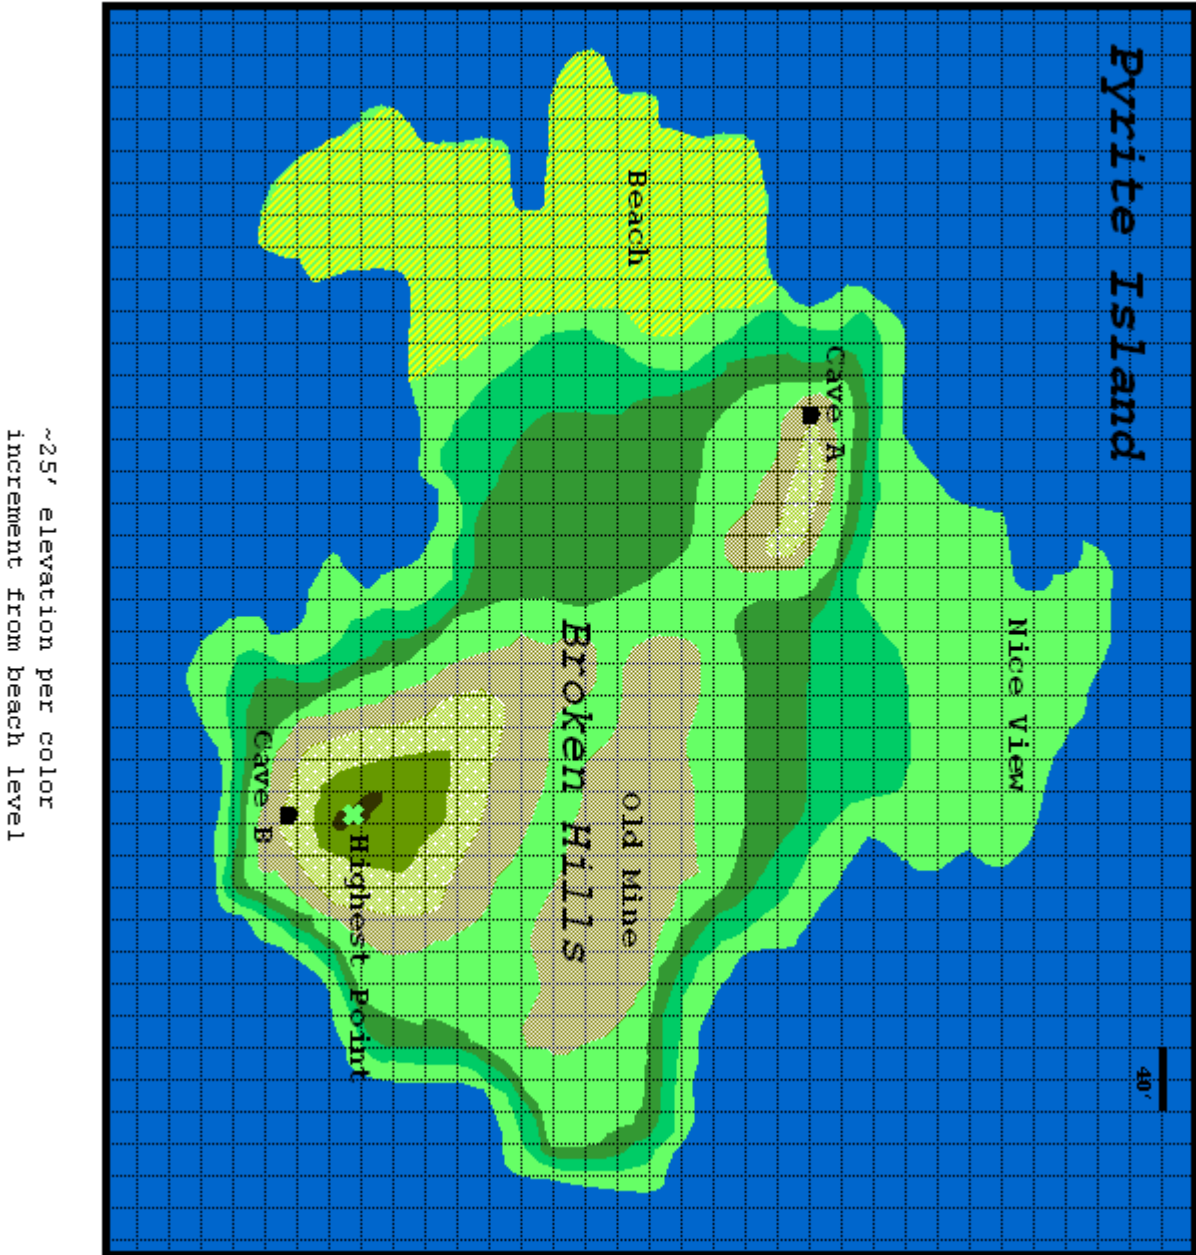 Pyrite Island
40'
Nice View
Cave A
Beach
Old Mine
Broken Hills
Highest Point
Cave B
~25' elevation per color
increment from beach level